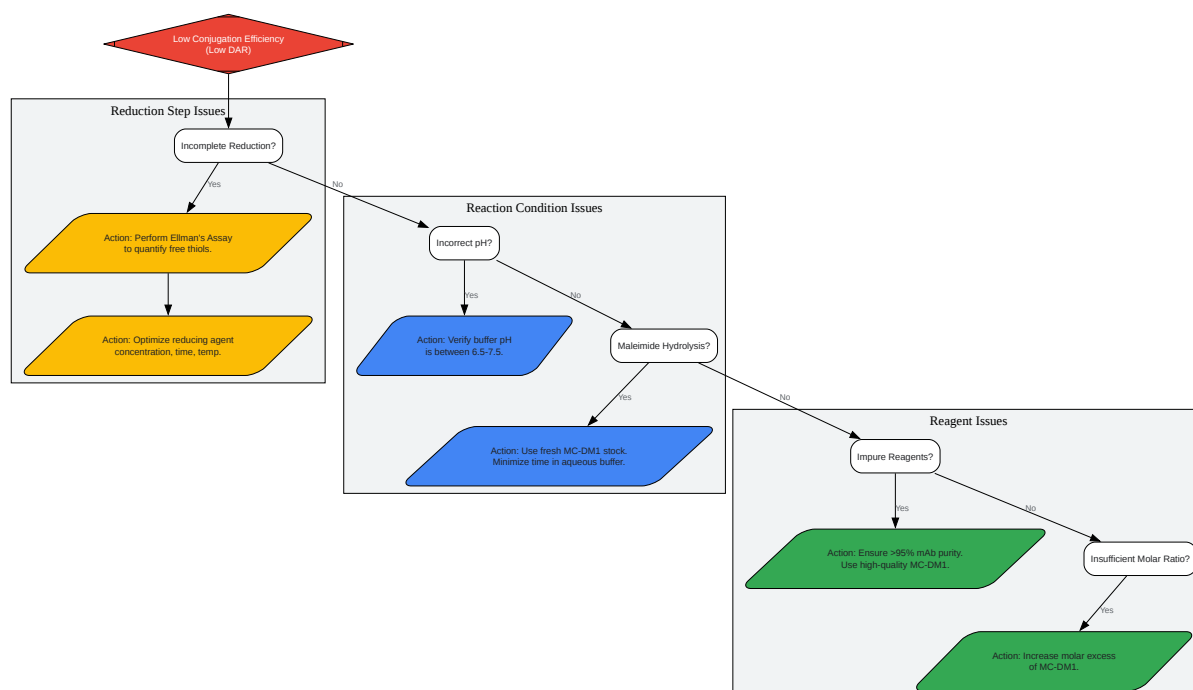 Low Conjugation Efficiency
(Low DAR)
Reduction Step Issues
Incomplete Reduction?
Yes
No
Action: Perform Ellman's Assay
to quantify free thiols.
Action: Optimize reducing agent
concentration, time, temp.
Reaction Condition Issues
Incorrect pH?
Yes
No
Action: Verify buffer pH
is between 6.5-7.5.
Maleimide Hydrolysis?
Yes
No
Action: Use fresh MC-DM1 stock.
Minimize time in aqueous buffer.
Reagent Issues
Impure Reagents?
Yes
No
Action: Ensure >95% mAb purity.
Use high-quality MC-DM1.
Insufficient Molar Ratio?
Yes
Action: Increase molar excess
of MC-DM1.